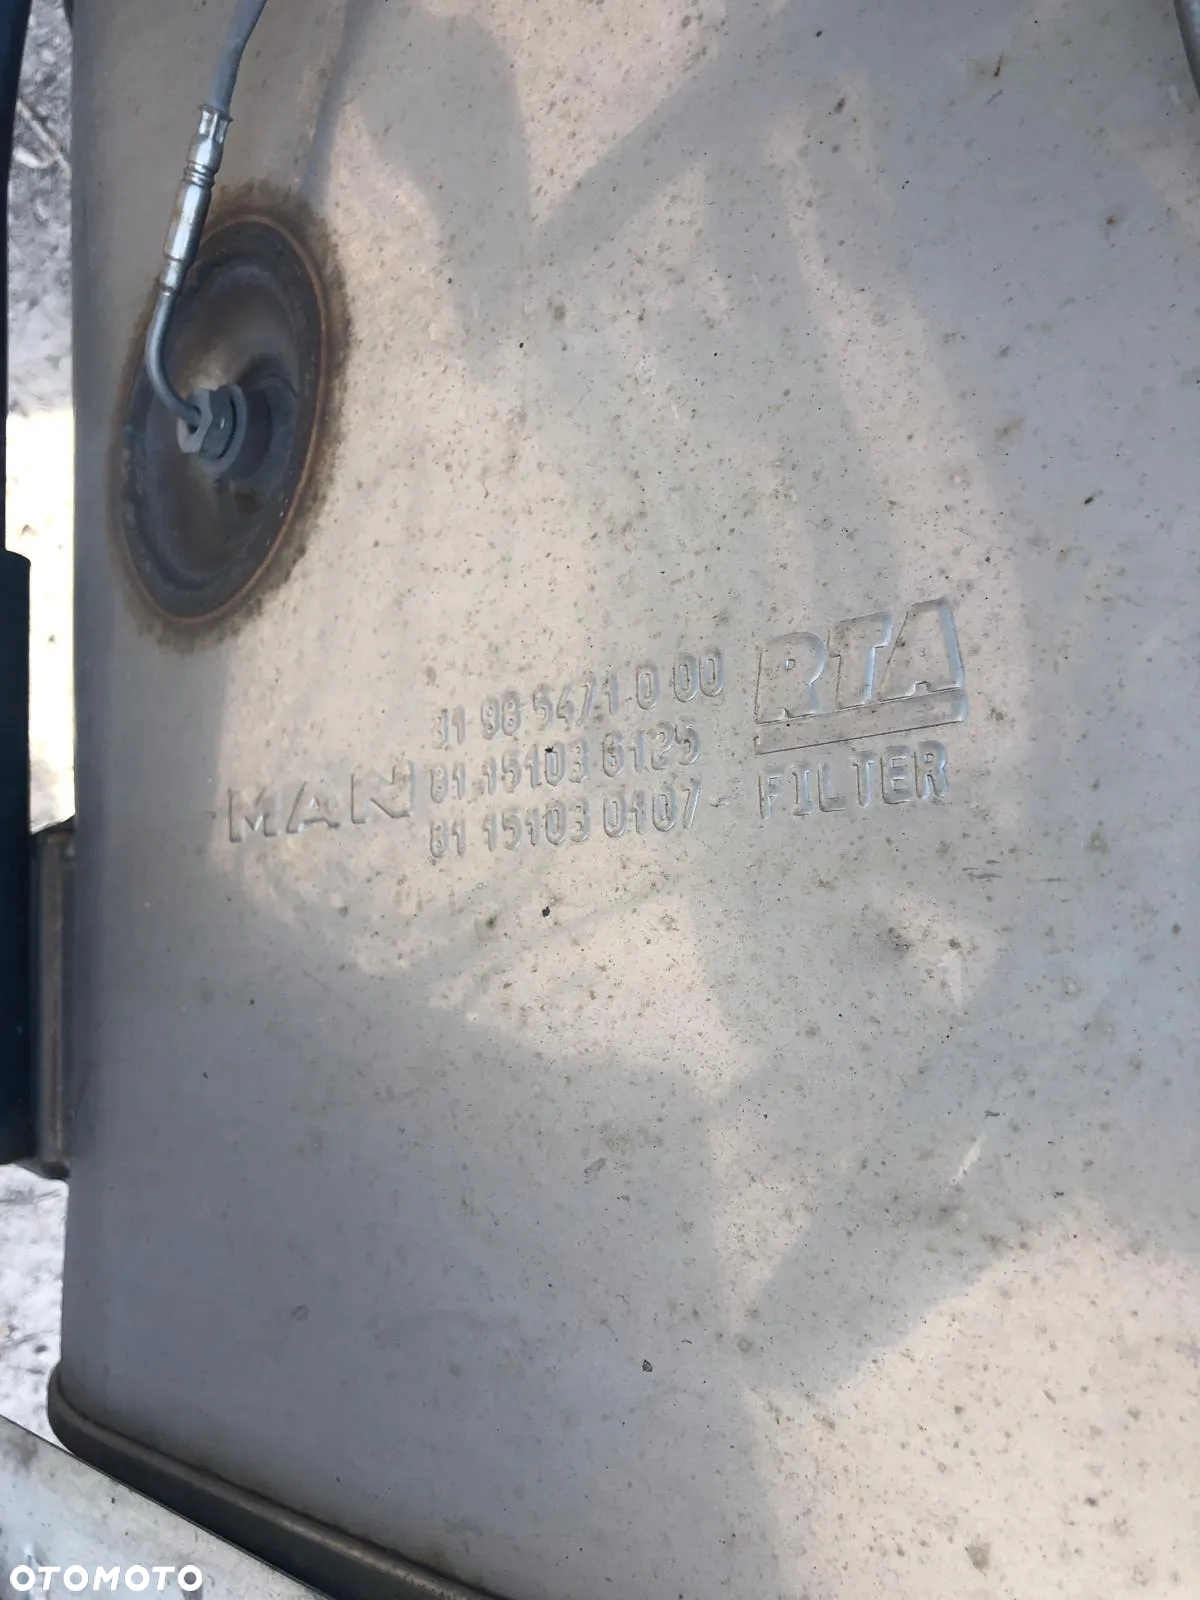 31 98 5471 0 00
81 15103 6125
MAN 81 15103 0107-
RTA
FILTER
OTOMOTO